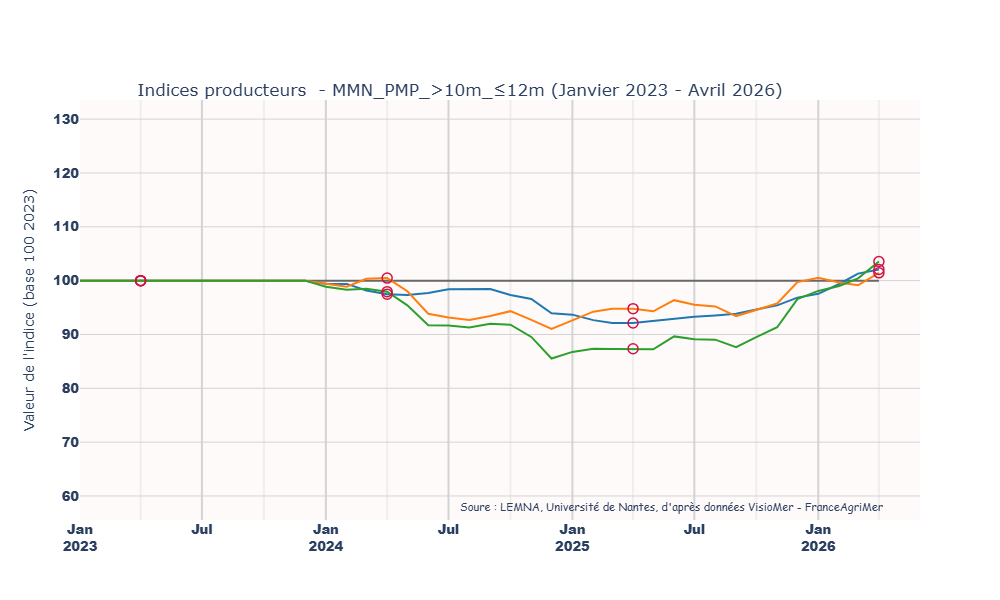 Indices producteurs  - MMN_PMP_>10m_≤12m (Janvier 2023 - Avril 2026)
Valeur de l'Indice (base 100 2023)
130
120
110
100
90
80
70
60
Soure : LEMNA, Université de Nantes, d'après données VisioMer - FranceAgriMer
Jan Jul Jan Jul Jan Jul Jan
2023 2024 2025 2026